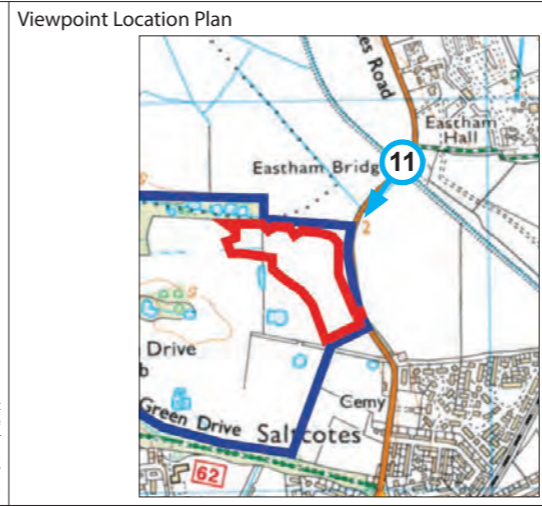 Viewpoint Location Plan
es Road
Eastham
Hall
Eastham Bridg
11
2
Drive
b
Cemy
Green Drive
Saltcotes
62